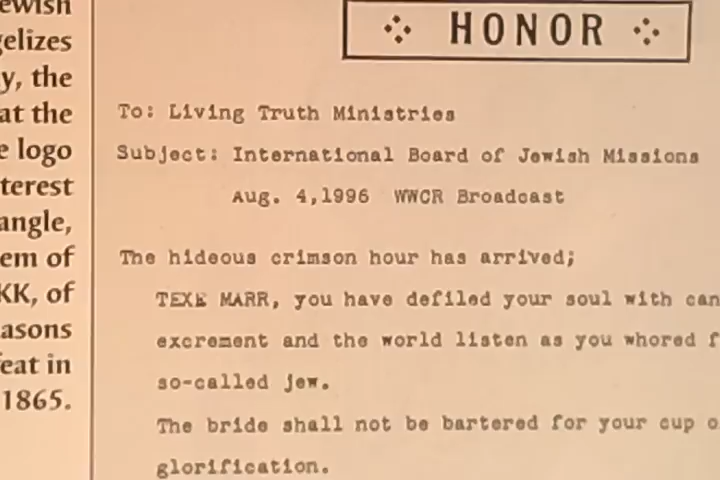 gelizes
y, the
at the
e logo
terest
angle,
em of
KK, of
asons
eat in
1865.
HONOR
To: Living Truth Ministries
Subject: International Board of Jewish Missions
Aug. 4,1996 WWCR Broadcast
The hideous crimson hour has arrived;
TEXE MARR, you have defiled your soul with can
excrement and the world listen as you whored f
so-called jew.
The bride shall not be bartered for your cup o
glorification.